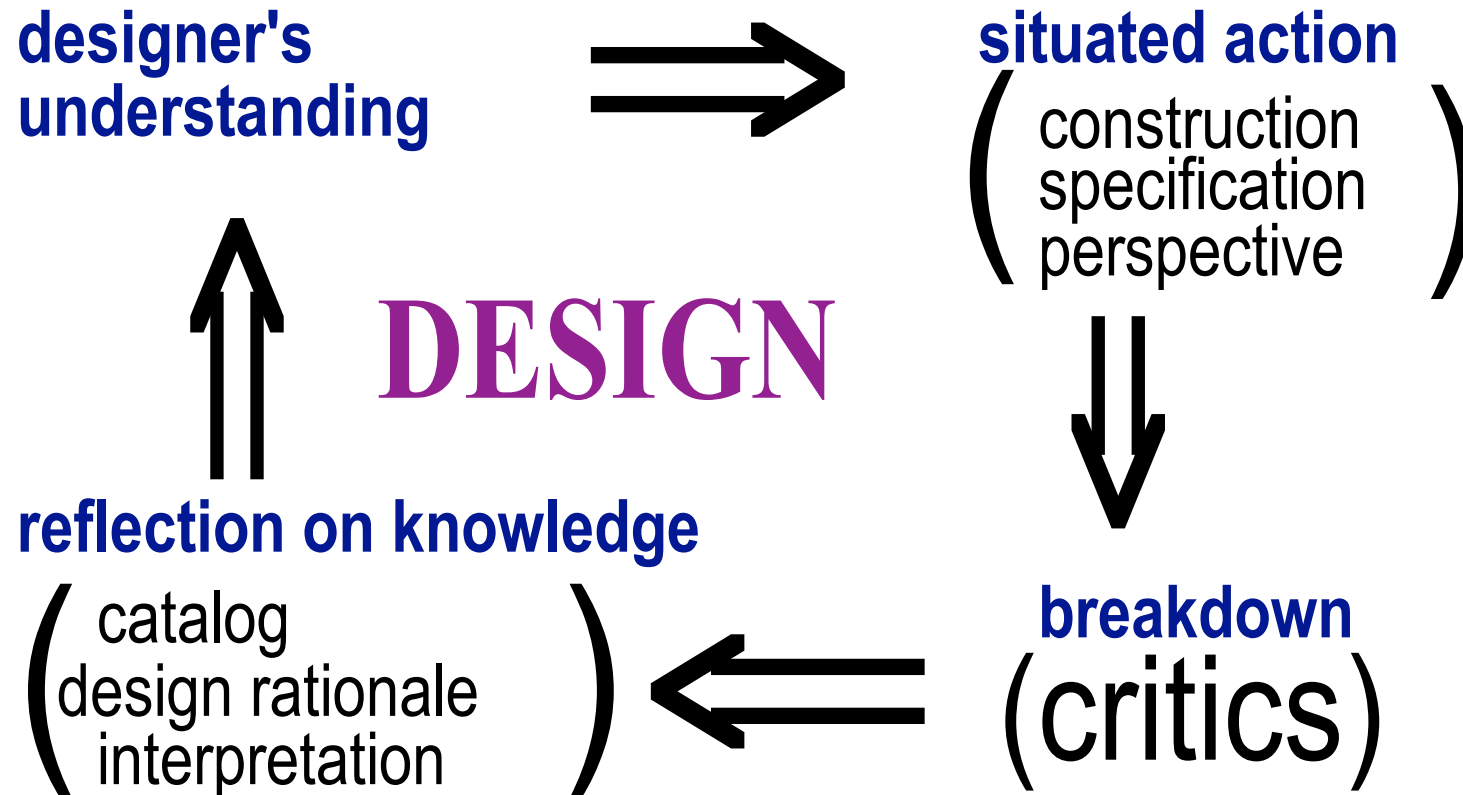 designer's
understanding
situated action
(construction
specification
perspective)
DESIGN
reflection on knowledge
(catalog
design rationale
interpretation)
breakdown
(critics)